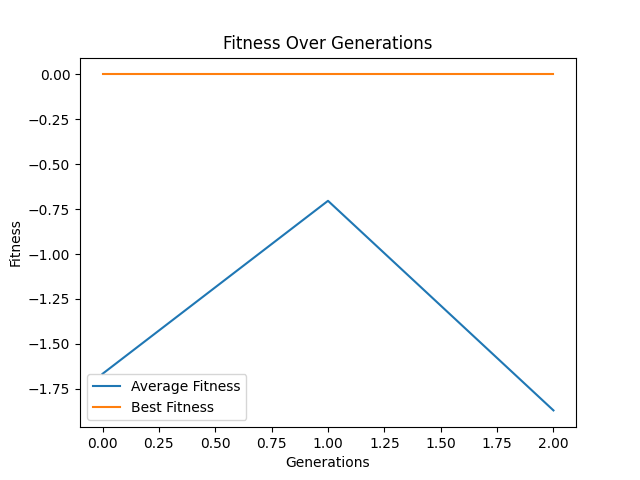 Fitness Over Generations
Fitness
0.00
−0.25
−0.50
−0.75
−1.00
−1.25
−1.50
−1.75
Average Fitness
Best Fitness
0.00 0.25 0.50 0.75 1.00 1.25 1.50 1.75 2.00
Generations